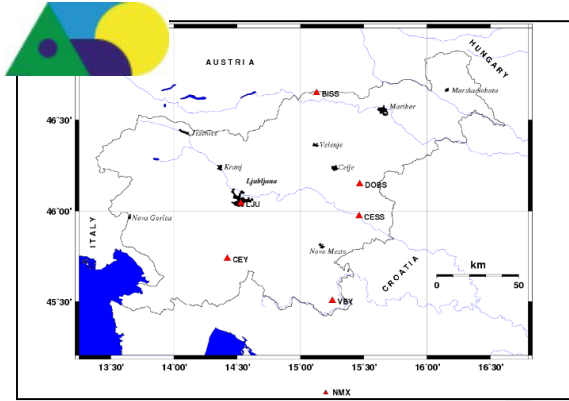 AUSTRIA
HUNGARY
BISS
Maribor
Murska Sobota
46˚30'
Jesenice
Velenje
Kranj
Celje
Ljubljana
DOBS
LJU
46˚00'
CESS
Nova Gorica
ITALY
Novo Mesto
CEY
CROATIA
km
0 50
45˚30'
VBY
13˚30' 14˚00' 14˚30' 15˚00' 15˚30' 16˚00' 16˚30'
NMX